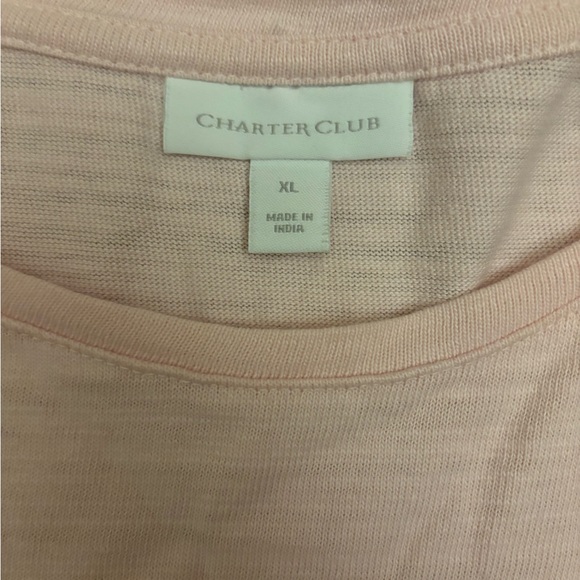 CHARTER CLUB
XL
MADE IN
INDIA